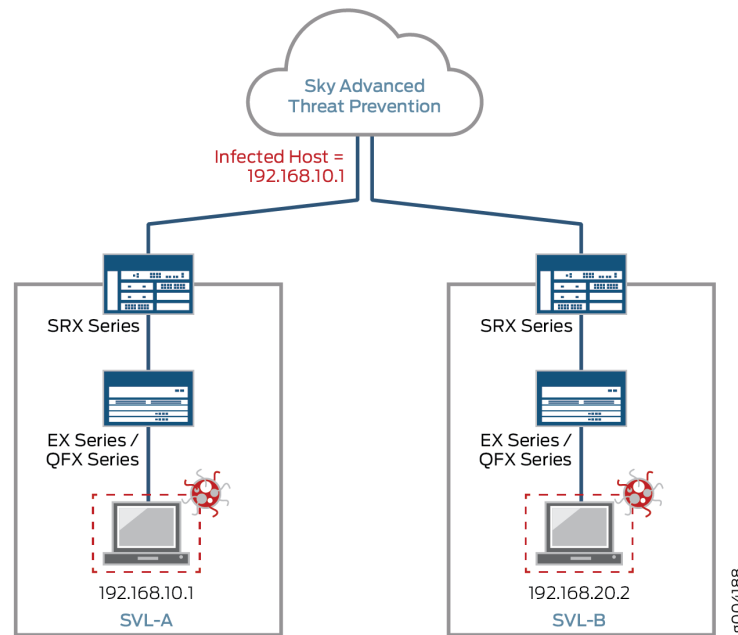 Sky Advanced
Threat Prevention
Infected Host =
192.168.10.1
SRX Series
SRX Series
EX Series /
QFX Series
EX Series /
QFX Series
192.168.10.1
192.168.20.2
SVL-A
SVL-B
g004188